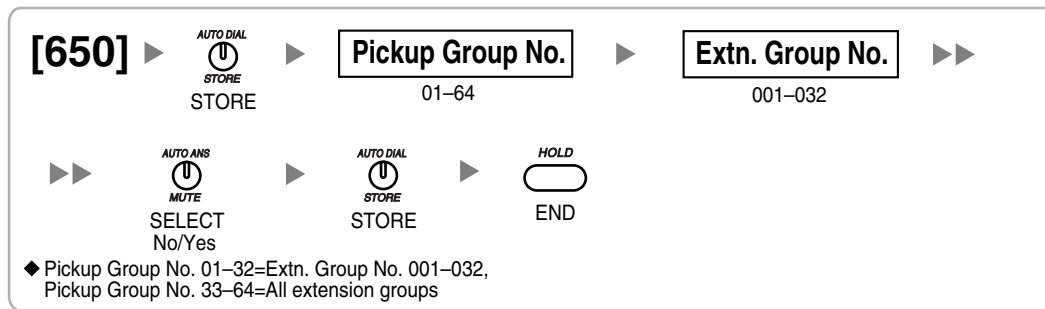 [650]
AUTO DIAL
STORE
STORE
Pickup Group No.
01–64
Extn. Group No.
001–032
AUTO ANS
MUTE
SELECT
No/Yes
AUTO DIAL
STORE
STORE
HOLD
END
◆ Pickup Group No. 01–32=Extn. Group No. 001–032,
Pickup Group No. 33–64=All extension groups